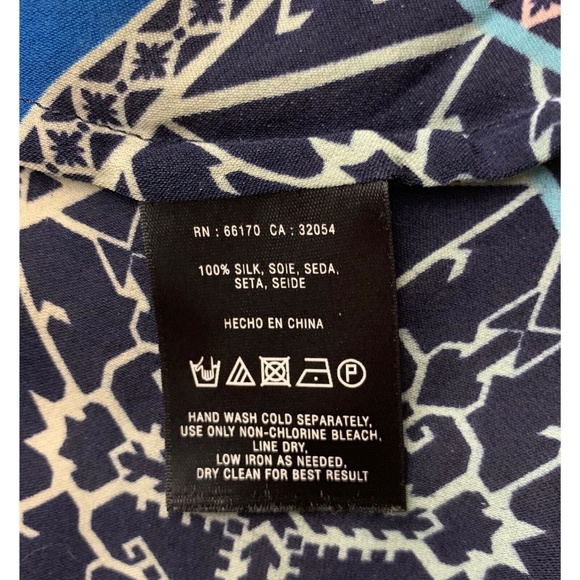 RN : 66170 CA : 32054
100% SILK, SOIE, SEDA,
SETA, SEIDE
HECHO EN CHINA
P
HAND WASH COLD SEPARATELY,
USE ONLY NON-CHLORINE BLEACH,
LINE DRY,
LOW IRON AS NEEDED,
DRY CLEAN FOR BEST RESULT